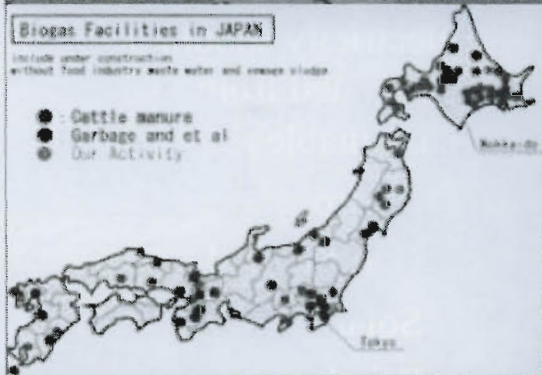 Biogas Facilities in JAPAN
include under construction
without food industry waste water and sewage sludge
: Cattle manure
Garbage and et al
Our Activity
Hokkaido
Tokyo